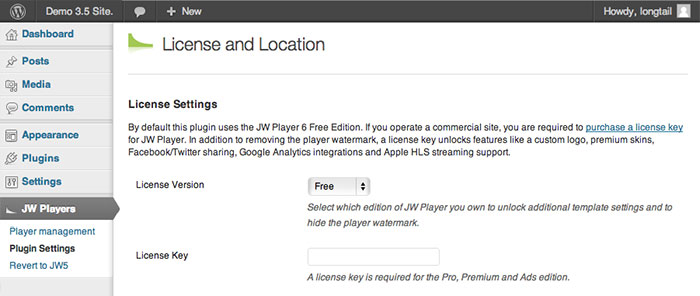 Demo 3.5 Site.
+ New
Howdy, longtail
Dashboard
Posts
Media
Comments
Appearance
Plugins
Settings
JW Players
Player management
Plugin Settings
Revert to JW5
License and Location
License Settings
By default this plugin uses the JW Player 6 Free Edition. If you operate a commercial site, you are required to purchase a license key
for JW Player. In addition to removing the player watermark, a license key unlocks features like a custom logo, premium skins,
Facebook/Twitter sharing, Google Analytics integrations and Apple HLS streaming support.
License Version
Free
Select which edition of JW Player you own to unlock additional template settings and to
hide the player watermark.
License Key
A license key is required for the Pro, Premium and Ads edition.